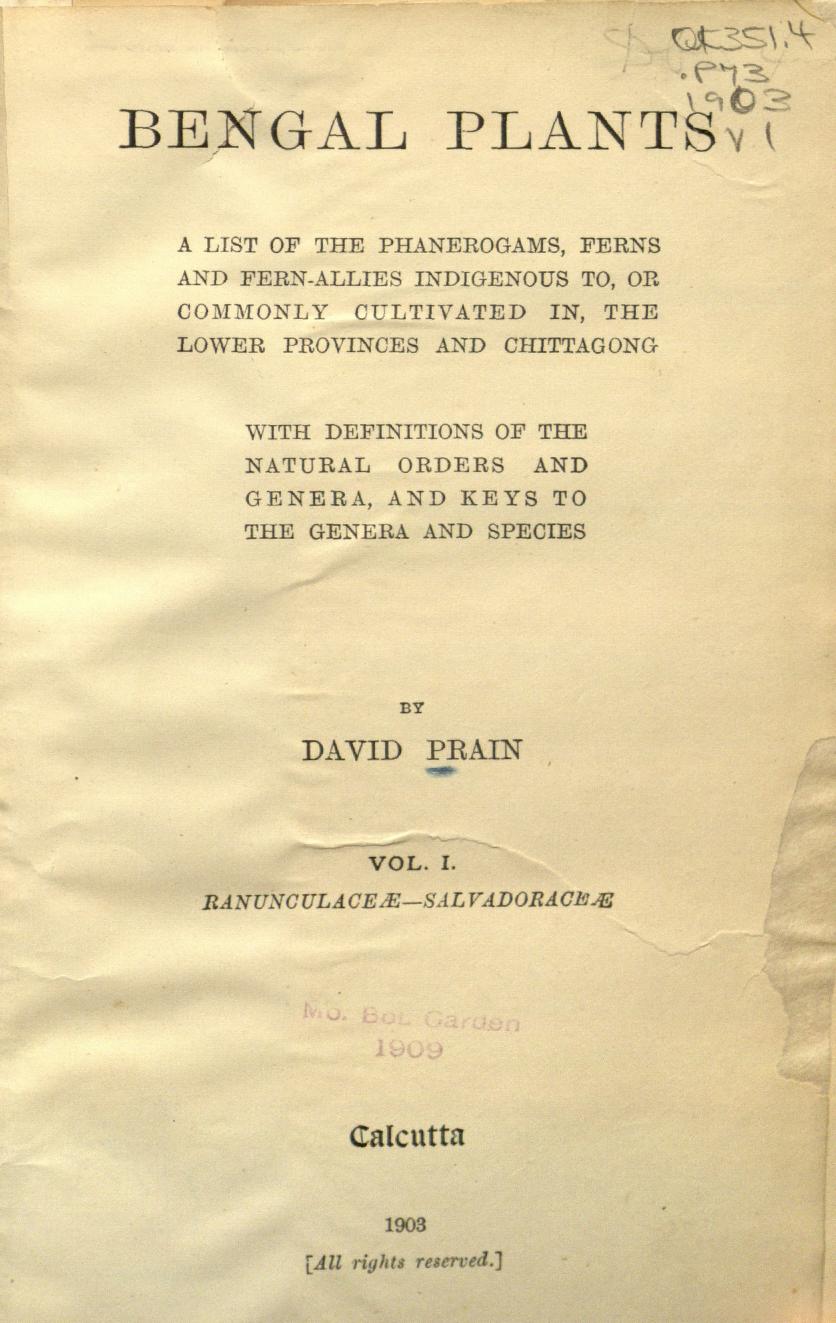 QK351.4
.P73
1903
v 1
BENGAL PLANTS
A LIST OF THE PHANEROGAMS, FERNS
AND FERN-ALLIES INDIGENOUS TO, OR
COMMONLY CULTIVATED IN, THE
LOWER PROVINCES AND CHITTAGONG
WITH DEFINITIONS OF THE
NATURAL ORDERS AND
GENERA, AND KEYS TO
THE GENERA AND SPECIES
BY
DAVID PRAIN
VOL. I.
RANUNCULACEÆ—SALVADORACEÆ
Mo. Bot. Garden
1909
Calcutta
1903
[All rights reserved.]